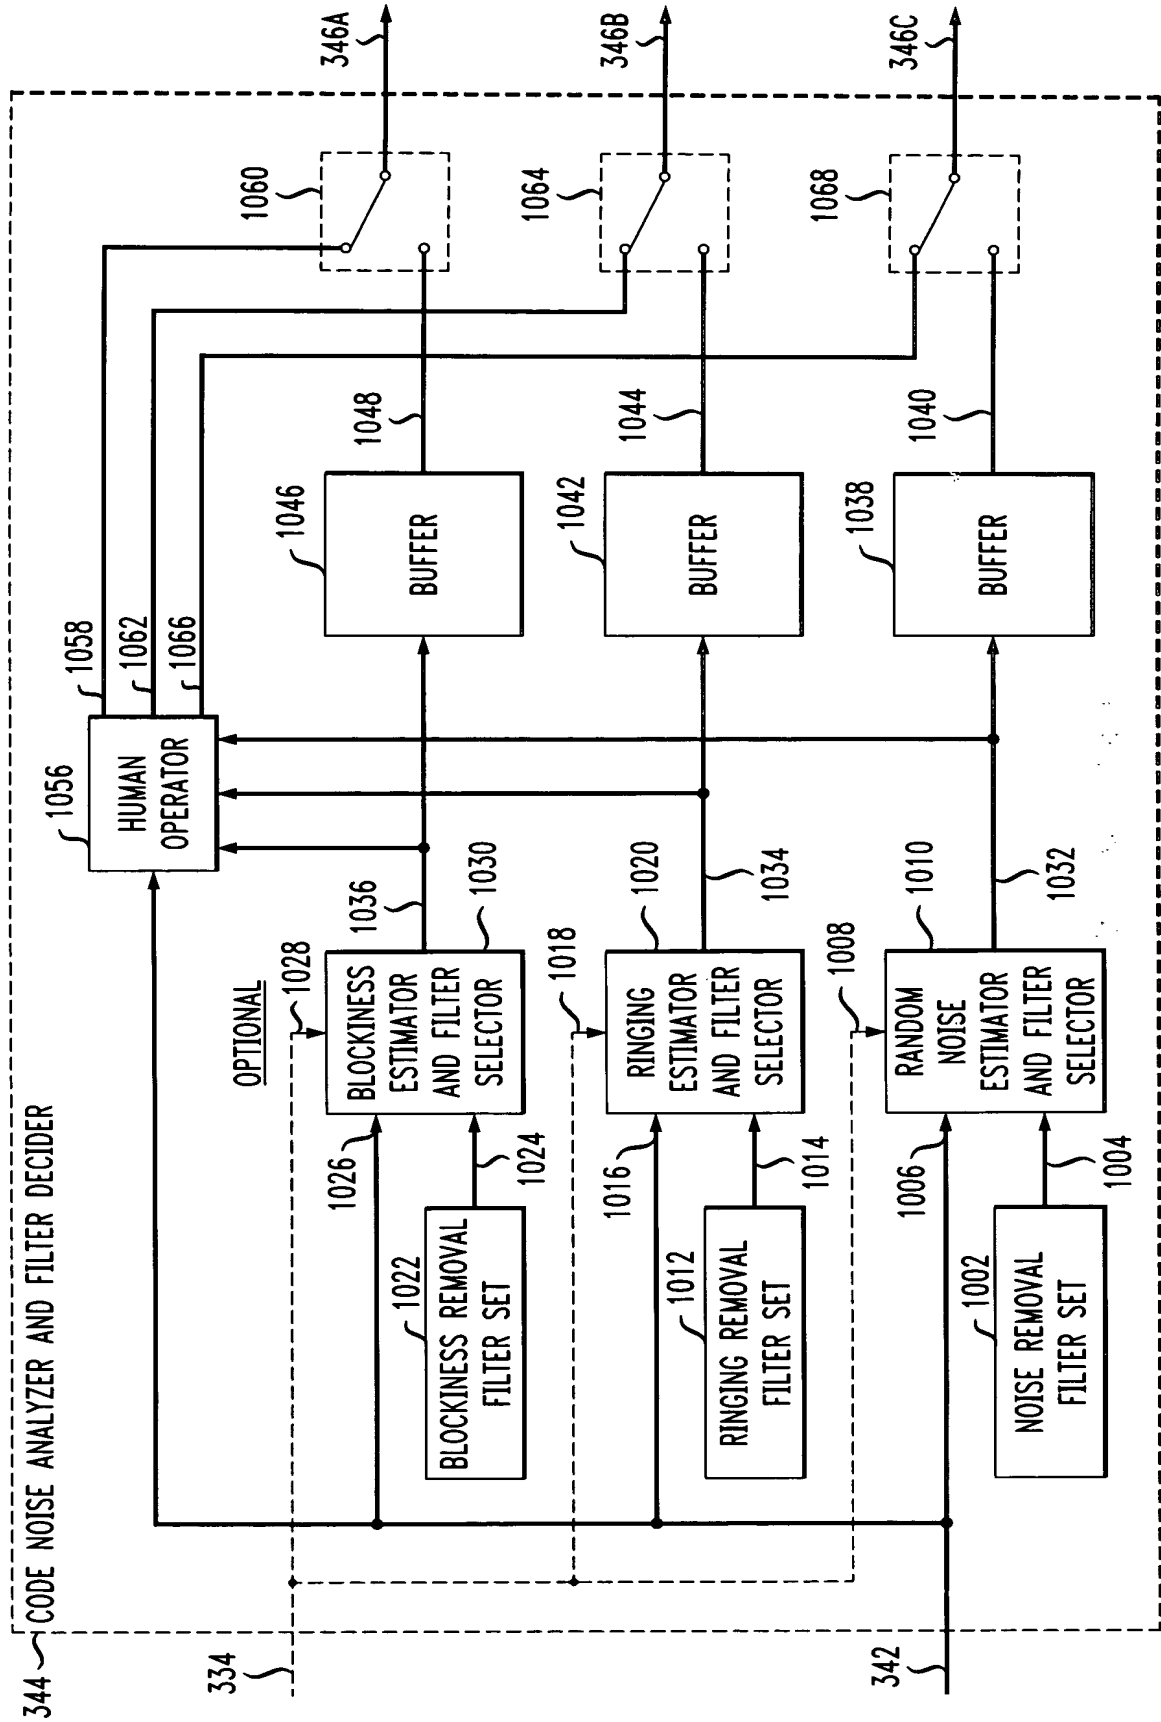 344 CODE NOISE ANALYZER AND FILTER DECIDER
334
342
OPTIONAL
1056
HUMAN
OPERATOR
1058
1062
1066
1022
BLOCKINESS REMOVAL
FILTER SET
1024
1026
1028
BLOCKINESS
ESTIMATOR
AND FILTER
SELECTOR
1030
1036
1046
BUFFER
1048
1060
346A
1012
RINGING REMOVAL
FILTER SET
1014
1016
1018
RINGING
ESTIMATOR
AND FILTER
SELECTOR
1020
1034
1042
BUFFER
1044
1064
346B
1002
NOISE REMOVAL
FILTER SET
1004
1006
1008
RANDOM
NOISE
ESTIMATOR
AND FILTER
SELECTOR
1010
1032
1038
BUFFER
1040
1068
346C